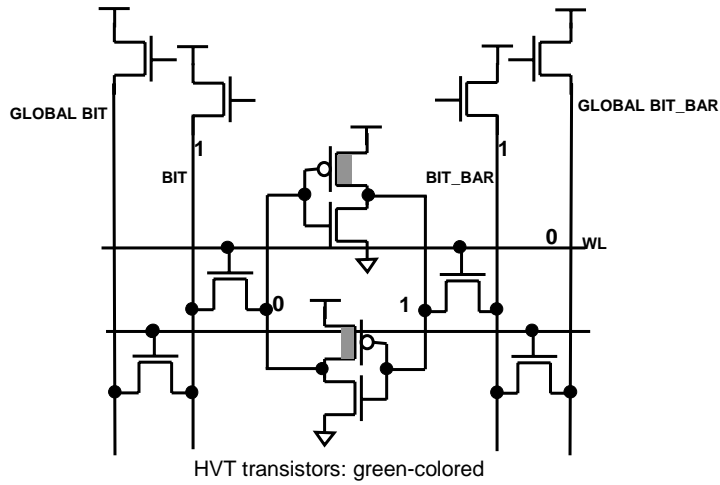 GLOBAL BIT
GLOBAL BIT_BAR
1
1
BIT
BIT_BAR
0
WL
0
1
HVT transistors: green-colored